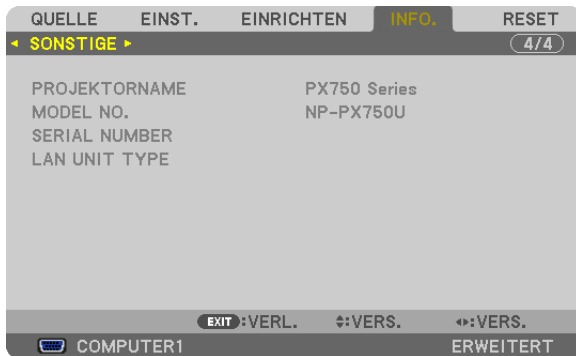 QUELLE EINST. EINRICHTEN INFO. RESET
SONSTIGE 4/4
PROJEKTORNAME PX750 Series
MODEL NO. NP-PX750U
SERIAL NUMBER
LAN UNIT TYPE
EXIT :VERL. :VERS. :VERS.
COMPUTER1 ERWEITERT